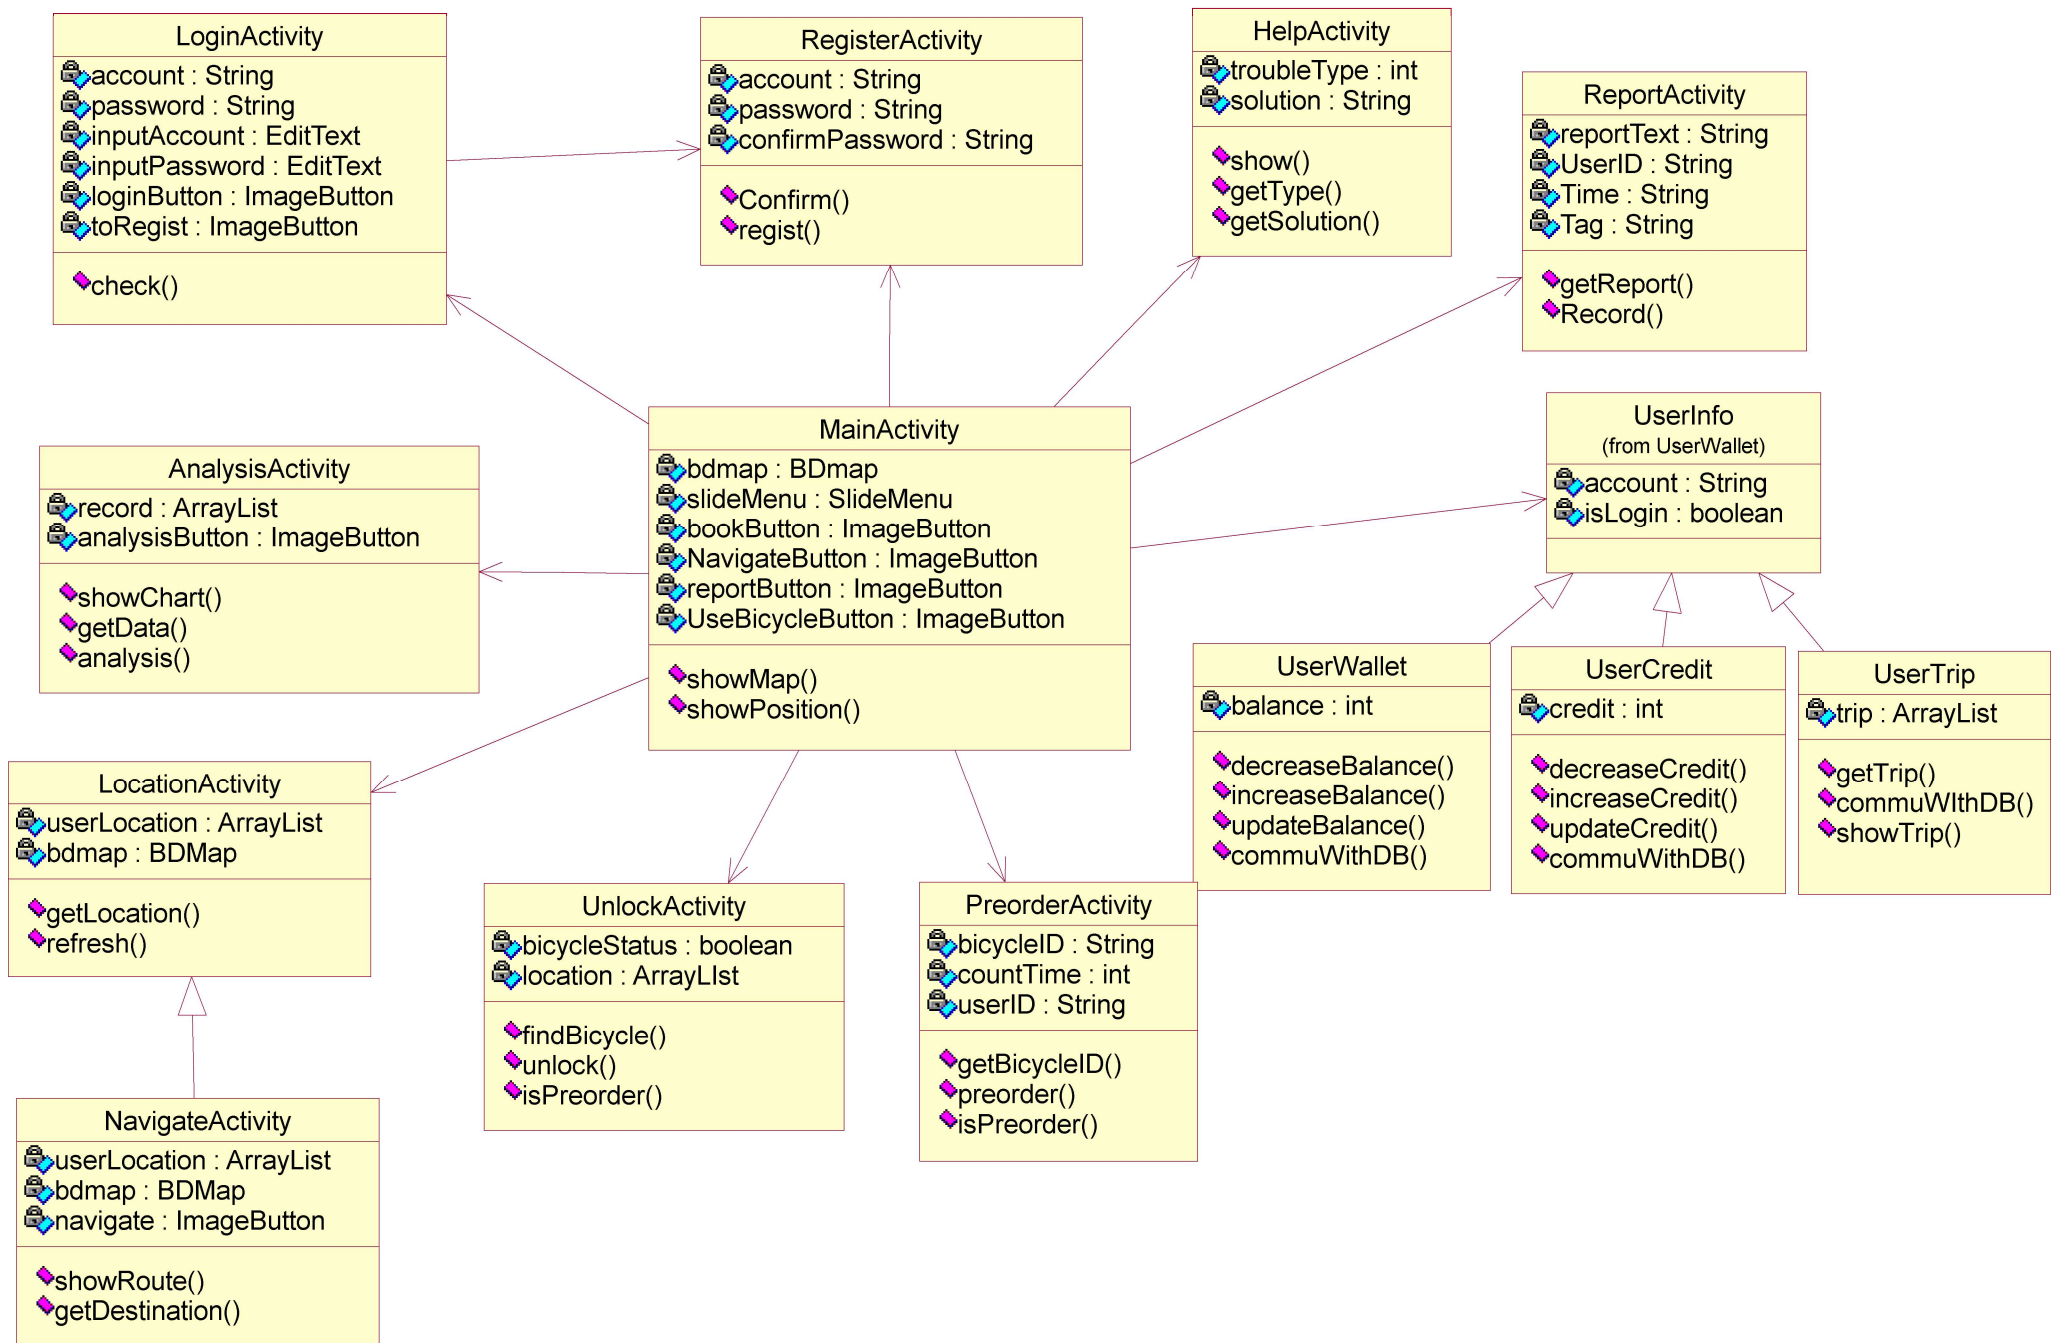 LoginActivity
account : String
password : String
inputAccount : EditText
inputPassword : EditText
loginButton : ImageButton
toRegist : ImageButton
check()
RegisterActivity
account : String
password : String
confirmPassword : String
Confirm()
regist()
HelpActivity
troubleType : int
solution : String
show()
getType()
getSolution()
ReportActivity
reportText : String
UserID : String
Time : String
Tag : String
getReport()
Record()
AnalysisActivity
record : ArrayList
analysisButton : ImageButton
showChart()
getData()
analysis()
MainActivity
bdmap : BDmap
slideMenu : SlideMenu
bookButton : ImageButton
NavigateButton : ImageButton
reportButton : ImageButton
UseBicycleButton : ImageButton
showMap()
showPosition()
UserInfo
(from UserWallet)
account : String
isLogin : boolean
UserWallet
balance : int
decreaseBalance()
increaseBalance()
updateBalance()
commuWithDB()
UserCredit
credit : int
decreaseCredit()
increaseCredit()
updateCredit()
commuWithDB()
UserTrip
trip : ArrayList
getTrip()
commuWIthDB()
showTrip()
LocationActivity
userLocation : ArrayList
bdmap : BDMap
getLocation()
refresh()
UnlockActivity
bicycleStatus : boolean
location : ArrayLIst
findBicycle()
unlock()
isPreorder()
PreorderActivity
bicycleID : String
countTime : int
userID : String
getBicycleID()
preorder()
isPreorder()
NavigateActivity
userLocation : ArrayList
bdmap : BDMap
navigate : ImageButton
showRoute()
getDestination()